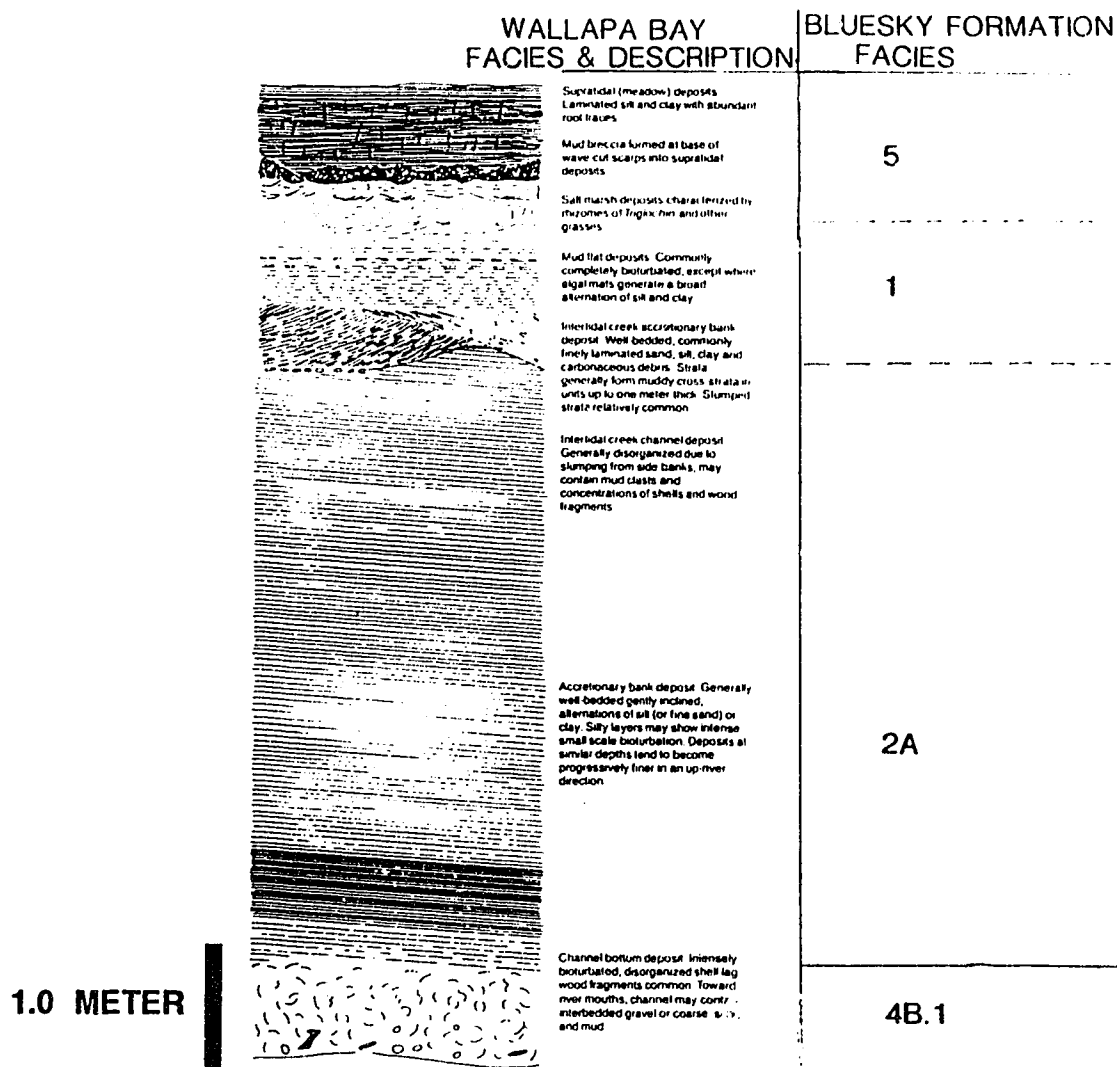 WALLAPA BAY
FACIES & DESCRIPTION
BLUESKY FORMATION
FACIES
Supratidal (meadow) deposits
Laminated silt and clay with abundant
root traces
Mud breccia formed at base of
wave cut scarps into supratidal
deposits
5
Salt marsh deposits characterized by
rhizomes of Triglochin and other
grasses
Mud flat deposits. Commonly
completely bioturbated, except where
algal mats generate a broad
alternation of silt and clay
1
Intertidal creek accretionary bank
deposit. Well-bedded, commonly
finely laminated sand, silt, clay and
carbonaceous debris. Strata
generally form muddy cross strata in
units up to one meter thick. Slumped
strata relatively common
Intertidal creek channel deposit
Generally disorganized due to
slumping from side banks, may
contain mud clasts and
concentrations of shells and wood
fragments
Accretionary bank deposit. Generally
well-bedded gently inclined,
alternations of silt (or fine sand) or
clay. Silty layers may show intense
small scale bioturbation. Deposits at
similar depths tend to become
progressively finer in an up-river
direction
2A
Channel bottom deposit. Intensely
bioturbated, disorganized shell lag
wood fragments common. Toward
river mouths, channel may
interbedded gravel or coarse
and mud
4B.1
1.0 METER